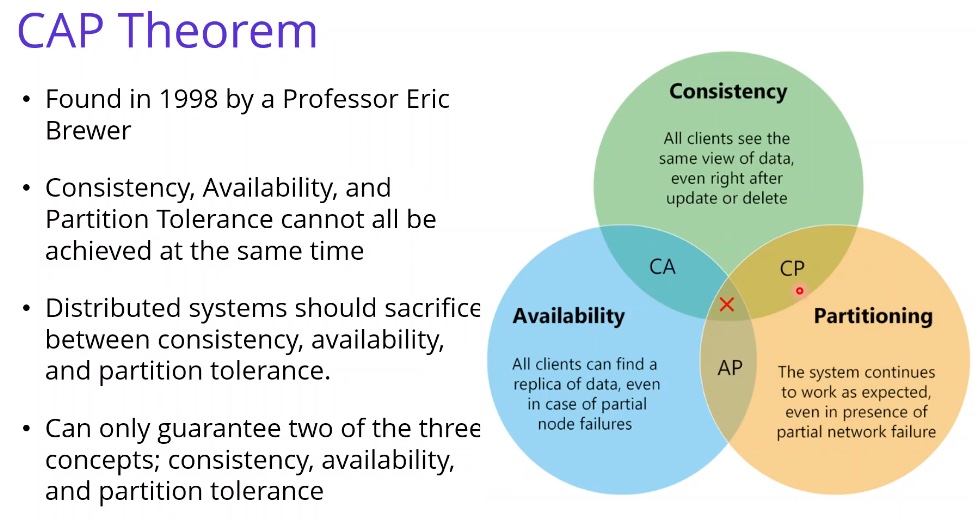 CAP Theorem
• Found in 1998 by a Professor Eric
Brewer
• Consistency, Availability, and
Partition Tolerance cannot all be
achieved at the same time
• Distributed systems should sacrifice
between consistency, availability,
and partition tolerance.
• Can only guarantee two of the three
concepts; consistency, availability,
and partition tolerance
Consistency
All clients see the
same view of data,
even right after
update or delete
CA
CP
Availability
All clients can find a
replica of data, even
in case of partial
node failures
AP
Partitioning
The system continues
to work as expected,
even in presence of
partial network failure